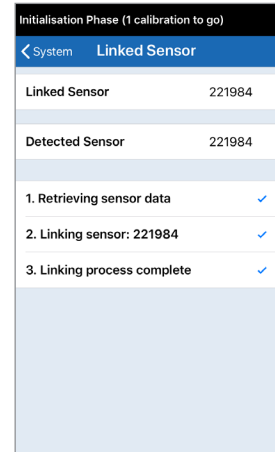 Initialisation Phase (1 calibration to go)
System Linked Sensor
Linked Sensor 221984
Detected Sensor 221984
1. Retrieving sensor data
2. Linking sensor: 221984
3. Linking process complete